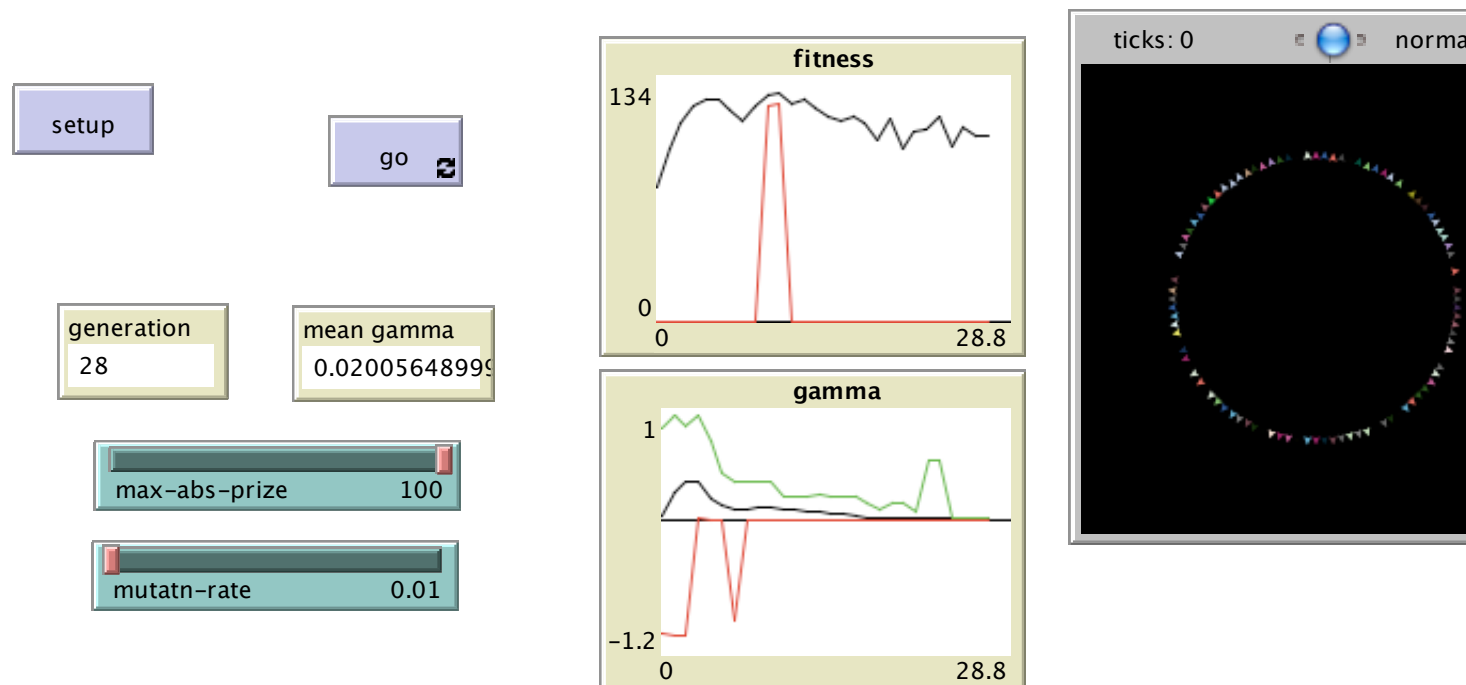 setup
go
generation
28
mean gamma
0.02005648999
max-abs-prize 100
mutatn-rate 0.01
fitness
134
0
0 28.8
gamma
1
-1.2
0 28.8
ticks: 0 norma